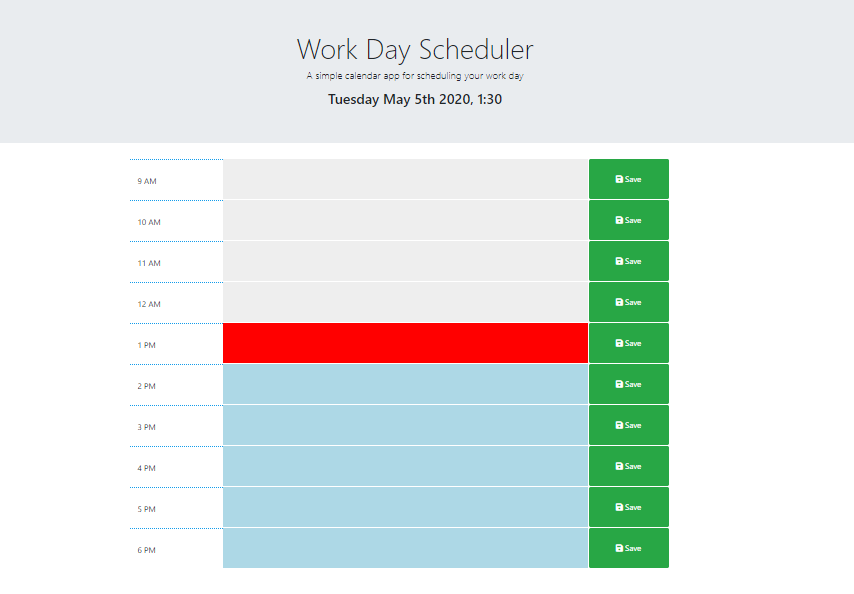 Work Day Scheduler
A simple calendar app for scheduling your work day
Tuesday May 5th 2020, 1:30
9 AM Save
10 AM Save
11 AM Save
12 AM Save
1 PM Save
2 PM Save
3 PM Save
4 PM Save
5 PM Save
6 PM Save